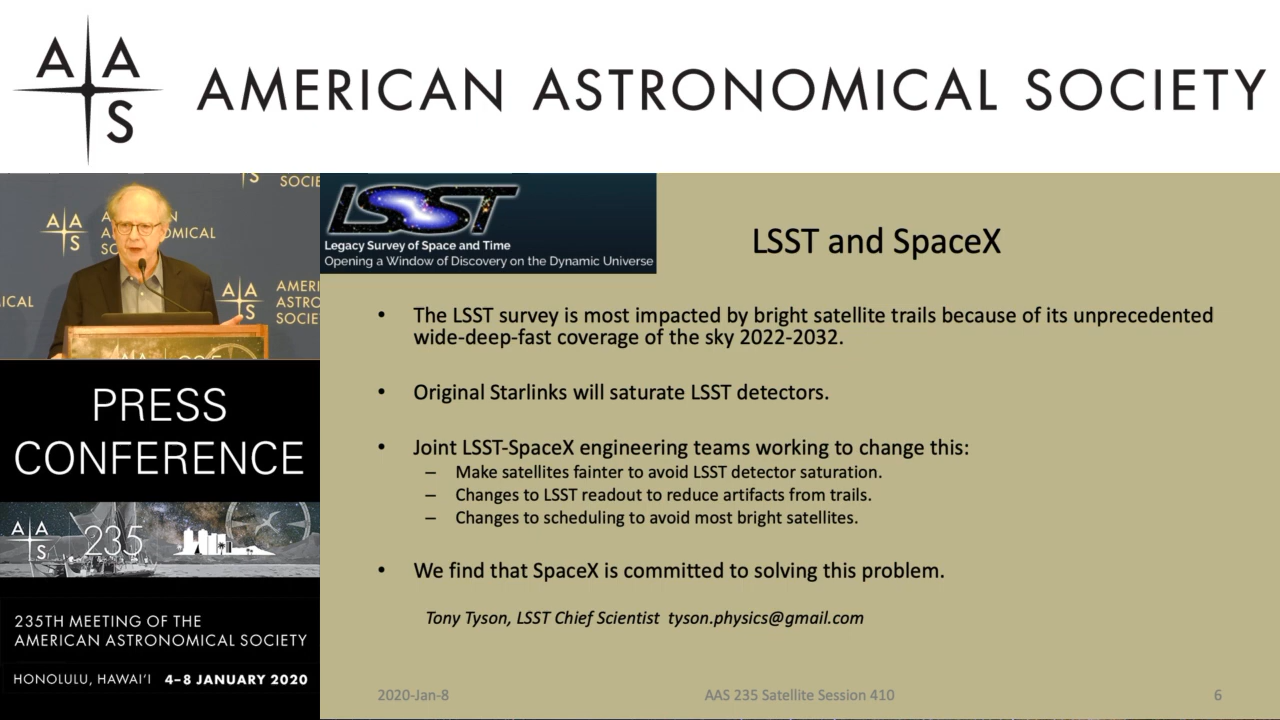 A A
S
AMERICAN ASTRONOMICAL SOCIETY
SOCIE
AMERI
ASTRO
SOCIE
ICAL
PRESS
CONFERENCE
A A
S
235
235TH MEETING OF THE
AMERICAN ASTRONOMICAL SOCIETY
HONOLULU, HAWAI‘I 4–8 JANUARY 2020
LSST
Legacy Survey of Space and Time
Opening a Window of Discovery on the Dynamic Universe
LSST and SpaceX
• The LSST survey is most impacted by bright satellite trails because of its unprecedented
wide-deep-fast coverage of the sky 2022-2032.
• Original Starlinks will saturate LSST detectors.
• Joint LSST-SpaceX engineering teams working to change this:
– Make satellites fainter to avoid LSST detector saturation.
– Changes to LSST readout to reduce artifacts from trails.
– Changes to scheduling to avoid most bright satellites.
• We find that SpaceX is committed to solving this problem.
Tony Tyson, LSST Chief Scientist tyson.physics@gmail.com
2020-Jan-8 AAS 235 Satellite Session 410 6